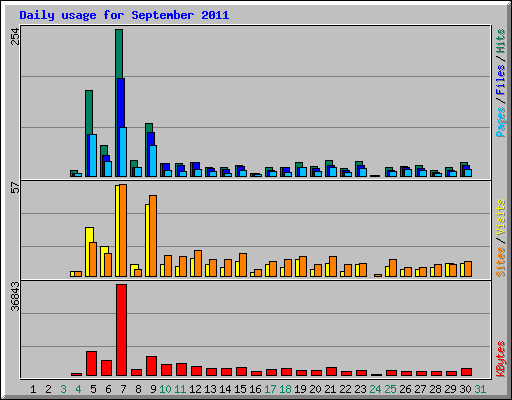 Daily usage for September 2011
254
Pages / Files / Hits
57
Sites / Visits
36843
KBytes
1 2 3 4 5 6 7 8 9 10 11 12 13 14 15 16 17 18 19 20 21 22 23 24 25 26 27 28 29 30 31